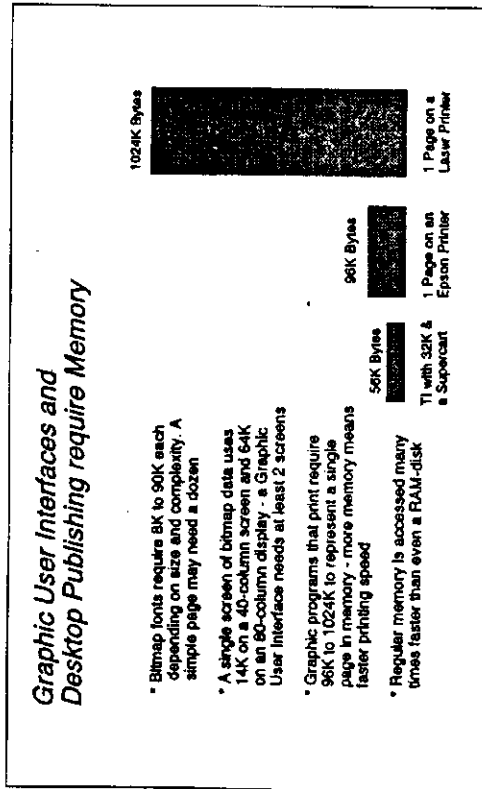 Graphic User Interfaces and
Desktop Publishing require Memory
* Bitmap fonts require 8K to 90K each
depending on size and complexity. A
simple page may need a dozen
* A single screen of bitmap data uses
14K on a 40-column screen and 64K
on an 80-column display - a Graphic
User Interface needs at least 2 screens
* Graphic programs that print require
96K to 1024K to represent a single
page in memory - more memory means
faster printing speed
* Regular memory is accessed many
times faster than even a RAM-disk
56K Bytes
TI with 32K &
a Supercart
96K Bytes
1 Page on an
Epson Printer
1024K Bytes
1 Page on a
Laser Printer